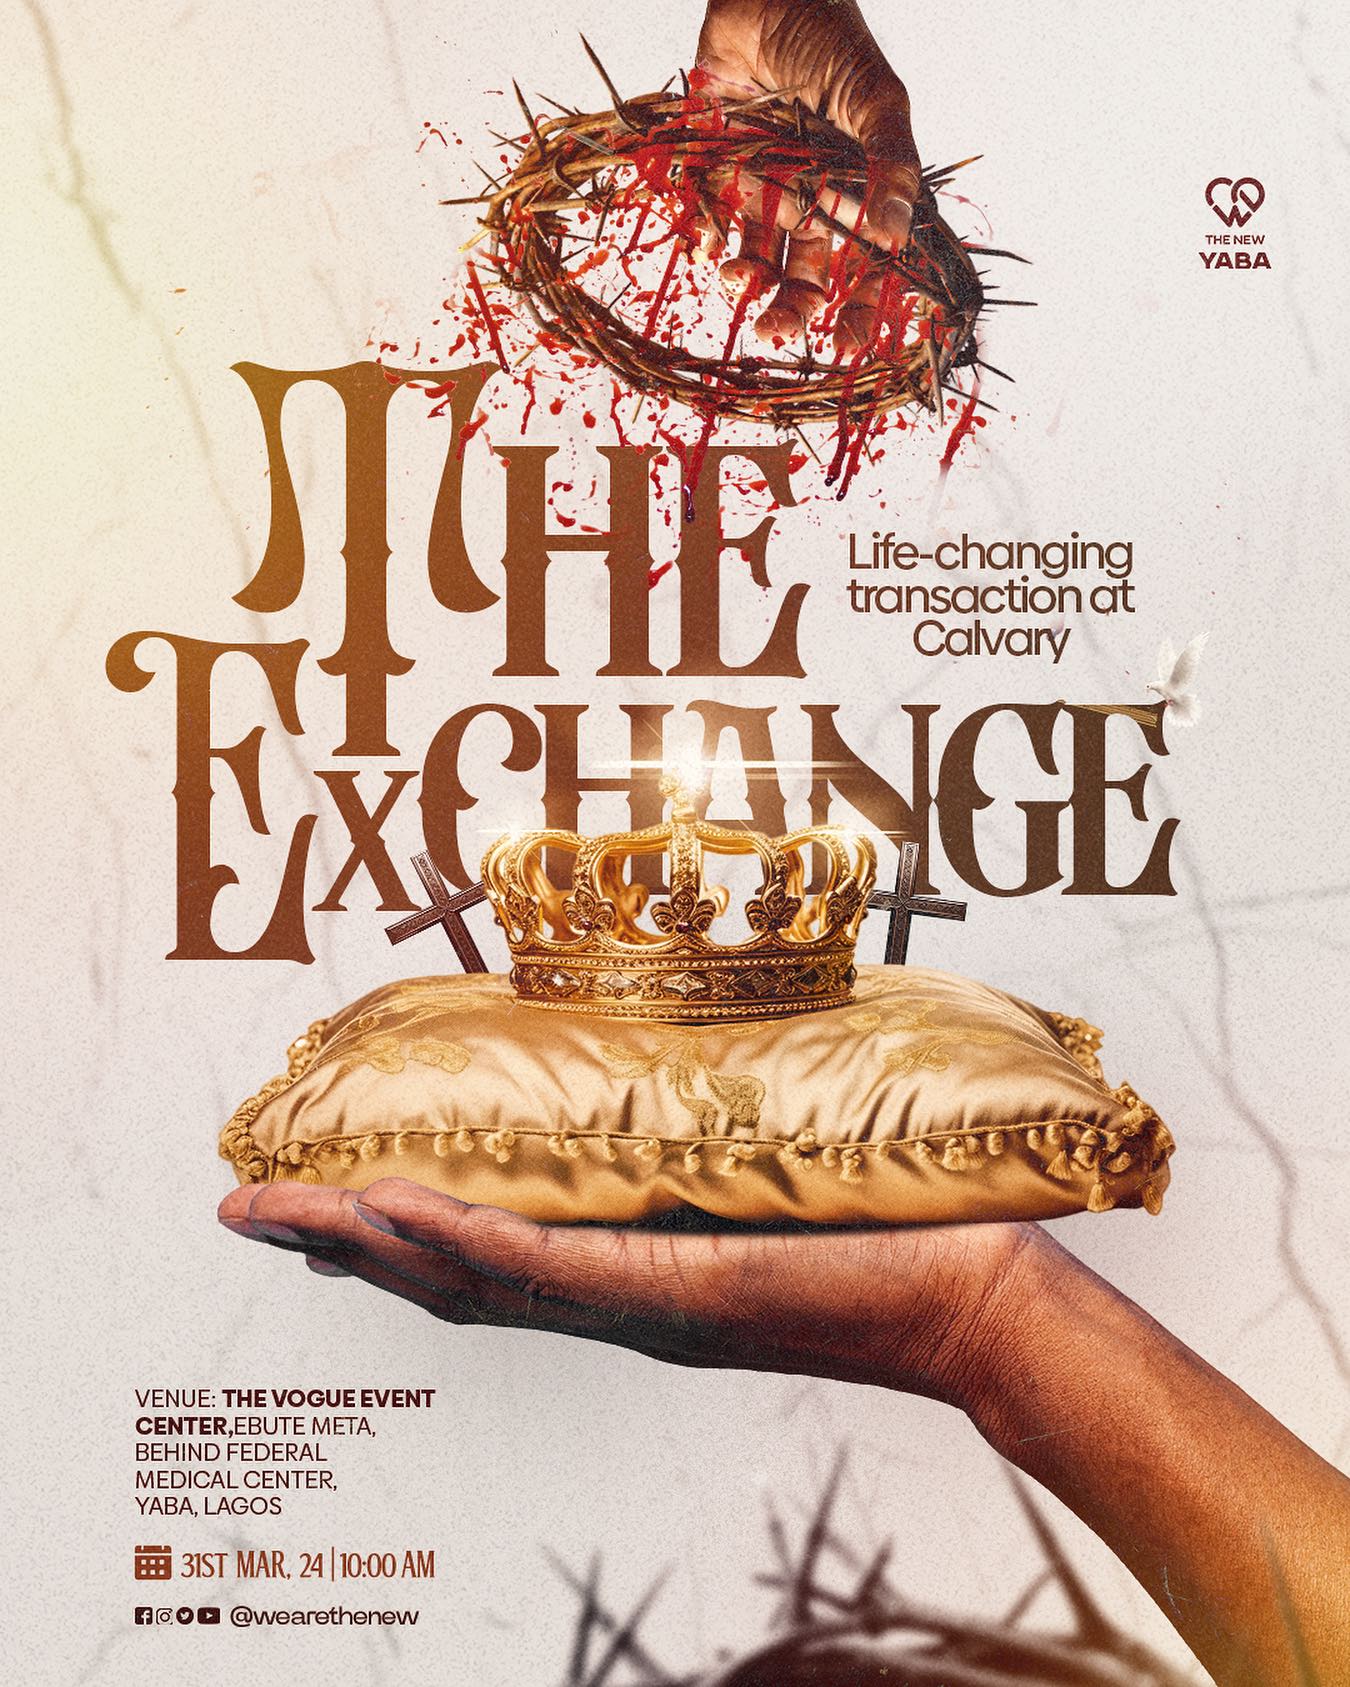 THE NEW
YABA
THE
EXCHANGE
Life-changing
transaction at
Calvary
VENUE: THE VOGUE EVENT
CENTER,EBUTE META,
BEHIND FEDERAL
MEDICAL CENTER,
YABA, LAGOS
31ST MAR, 24 | 10:00 AM
@wearethenew